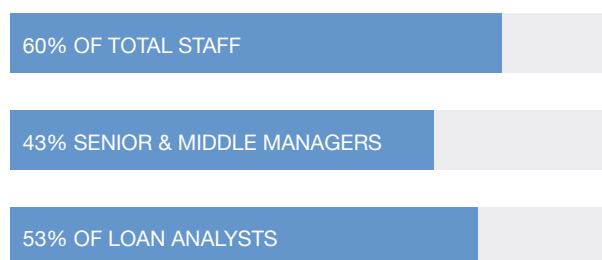 60% OF TOTAL STAFF
43% SENIOR & MIDDLE MANAGERS
53% OF LOAN ANALYSTS